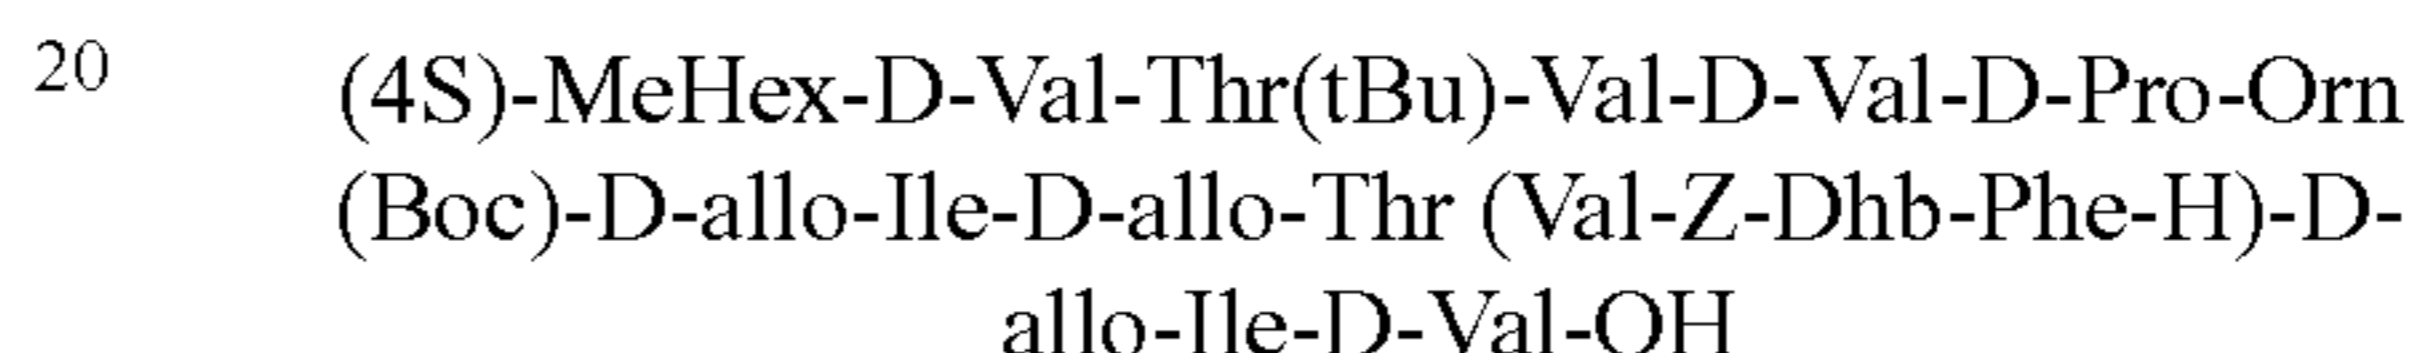 20 (4S)-MeHex-D-Val-Thr(tBu)-Val-D-Val-D-Pro-Orn
(Boc)-D-allo-Ile-D-allo-Thr (Val-Z-Dhb-Phe-H)-D-
allo-Ile-D-Val-OH